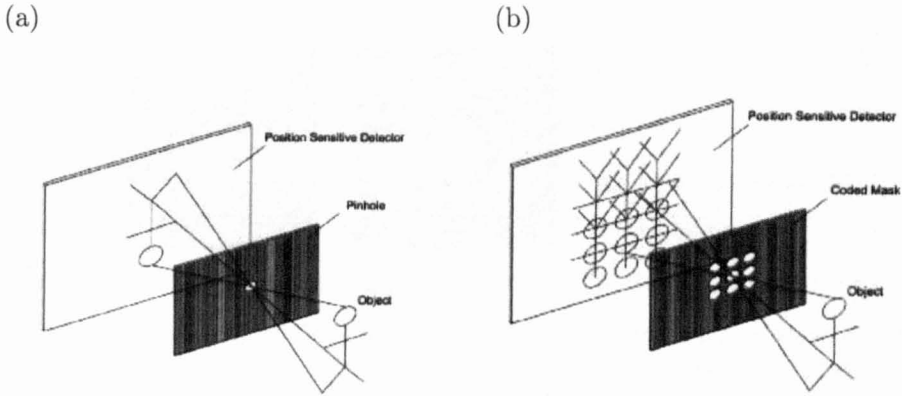 (a)
(b)
Position Sensitive Detector
Pinhole
Object
Position Sensitive Detector
Coded Mask
Object